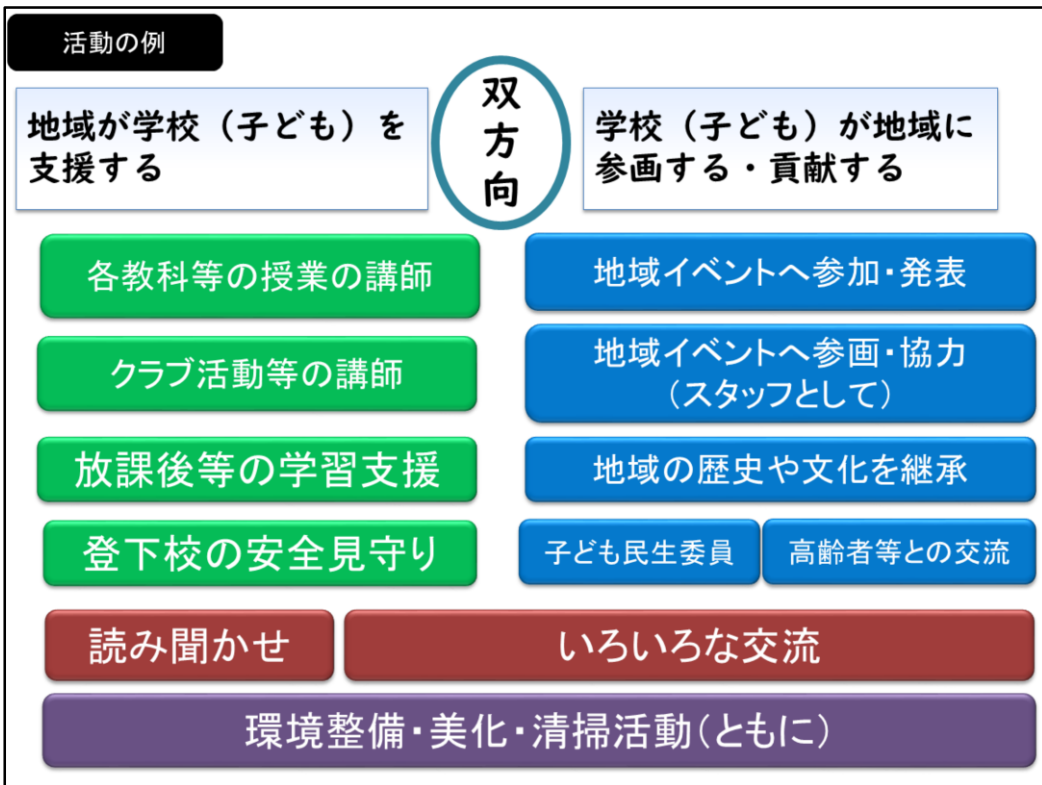 活動の例
地域が学校（子ども）を
支援する
双
方
向
学校（子ども）が地域に
参画する・貢献する
各教科等の授業の講師
クラブ活動等の講師
放課後等の学習支援
登下校の安全見守り
地域イベントへ参加・発表
地域イベントへ参画・協力
（スタッフとして）
地域の歴史や文化を継承
子ども民生委員
高齢者等との交流
読み聞かせ
いろいろな交流
環境整備・美化・清掃活動（ともに）